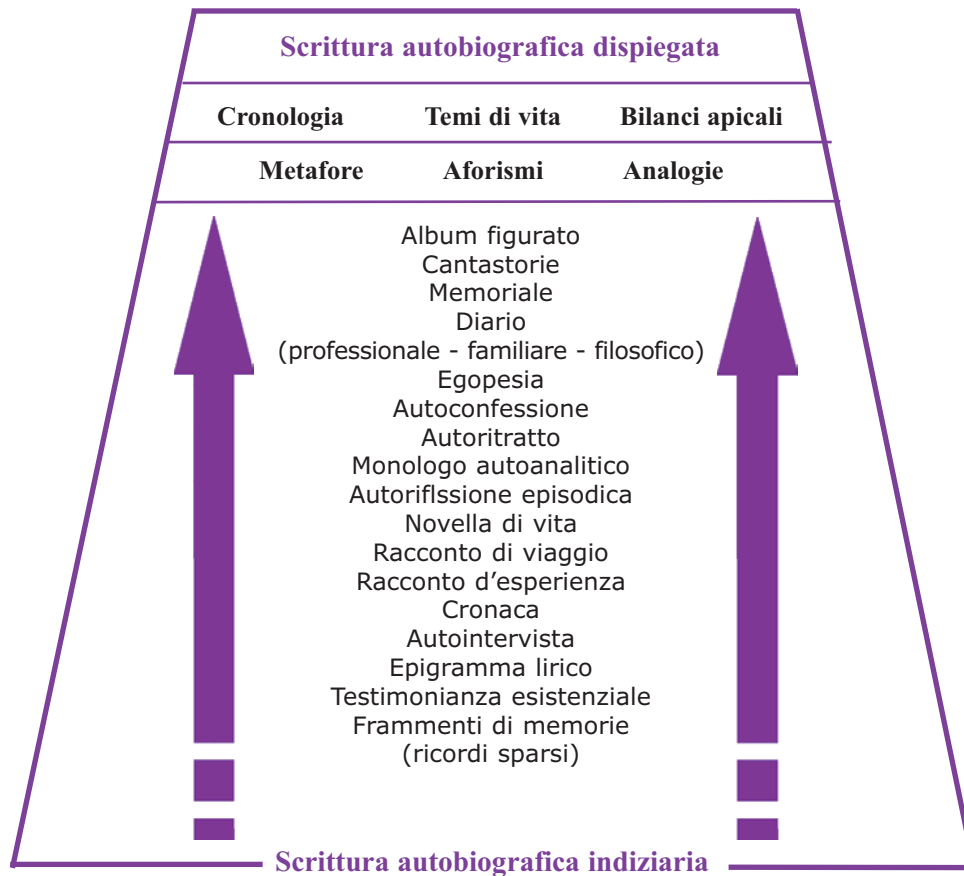 Scrittura autobiografica dispiegata
Cronologia Temi di vita Bilanci apicali
Metafore Aforismi Analogie
Album figurato
Cantastorie
Memoriale
Diario
(professionale - familiare - filosofico)
Egopesia
Autoconfessione
Autoritratto
Monologo autoanalitico
Autoriflssione episodica
Novella di vita
Racconto di viaggio
Racconto d’esperienza
Cronaca
Autointervista
Epigramma lirico
Testimonianza esistenziale
Frammenti di memorie
(ricordi sparsi)
Scrittura autobiografica indiziaria